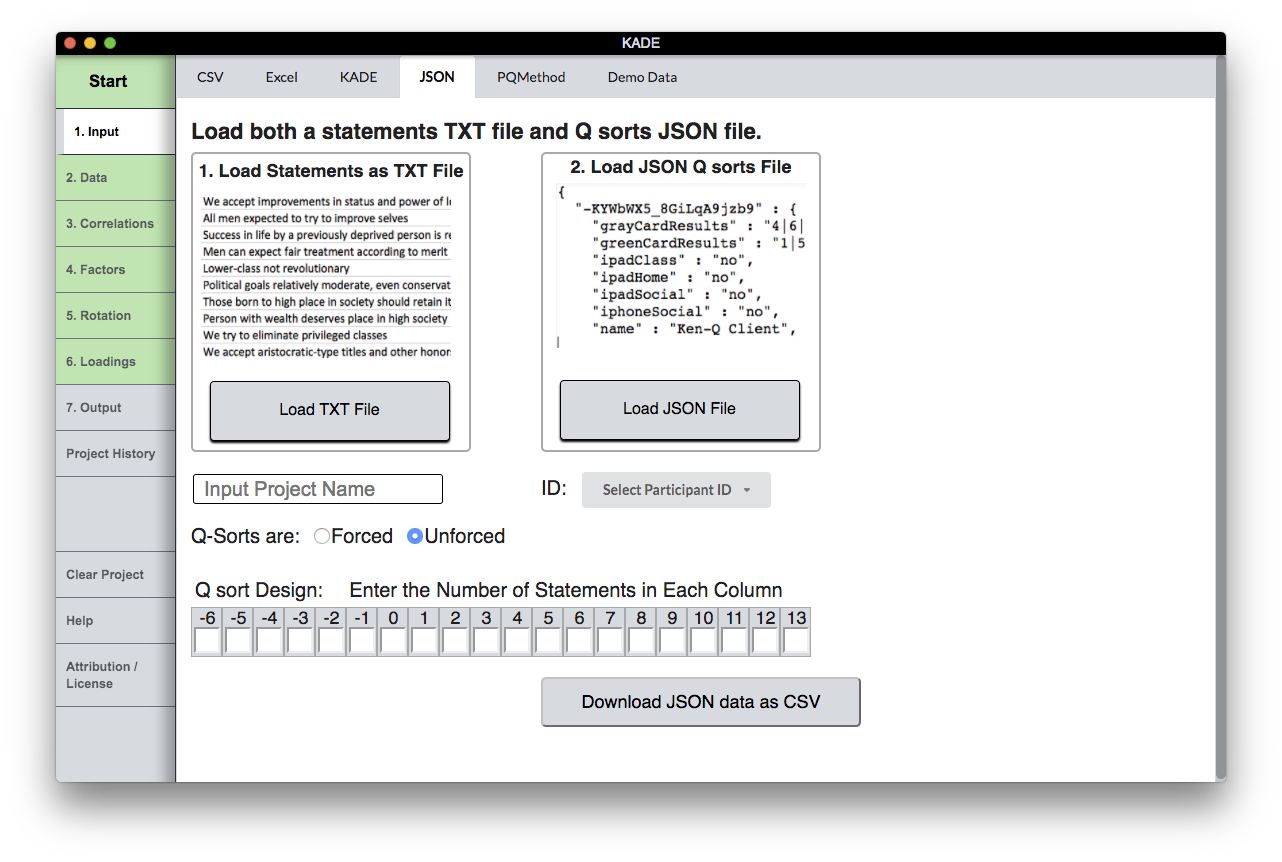 KADE
Start
CSV Excel KADE JSON PQMethod Demo Data
1. Input
2. Data
3. Correlations
4. Factors
5. Rotation
6. Loadings
7. Output
Project History
Clear Project
Help
Attribution /
License
Load both a statements TXT file and Q sorts JSON file.
1. Load Statements as TXT File
We accept improvements in status and power of
All men expected to try to improve selves
Success in life by a previously deprived person is re
Men can expect fair treatment according to merit
Lower-class not revolutionary
Political goals relatively moderate, even conservat
Those born to high place in society should retain it
Person with wealth deserves place in high society
We try to eliminate privileged classes
We accept aristocratic-type titles and other honor
Load TXT File
2. Load JSON Q sorts File
{
"-KYWbWX5_8GiLqA9jzb9" : {
"grayCardResults" : "4|6|
"greenCardResults" : "1|5
"ipadClass" : "no",
"ipadHome" : "no",
"ipadSocial" : "no",
"iphoneSocial" : "no",
"name" : "Ken-Q Client",
Load JSON File
Input Project Name
ID: Select Participant ID
Q-Sorts are: Forced Unforced
Q sort Design: Enter the Number of Statements in Each Column
-6 -5 -4 -3 -2 -1 0 1 2 3 4 5 6 7 8 9 10 11 12 13
Download JSON data as CSV